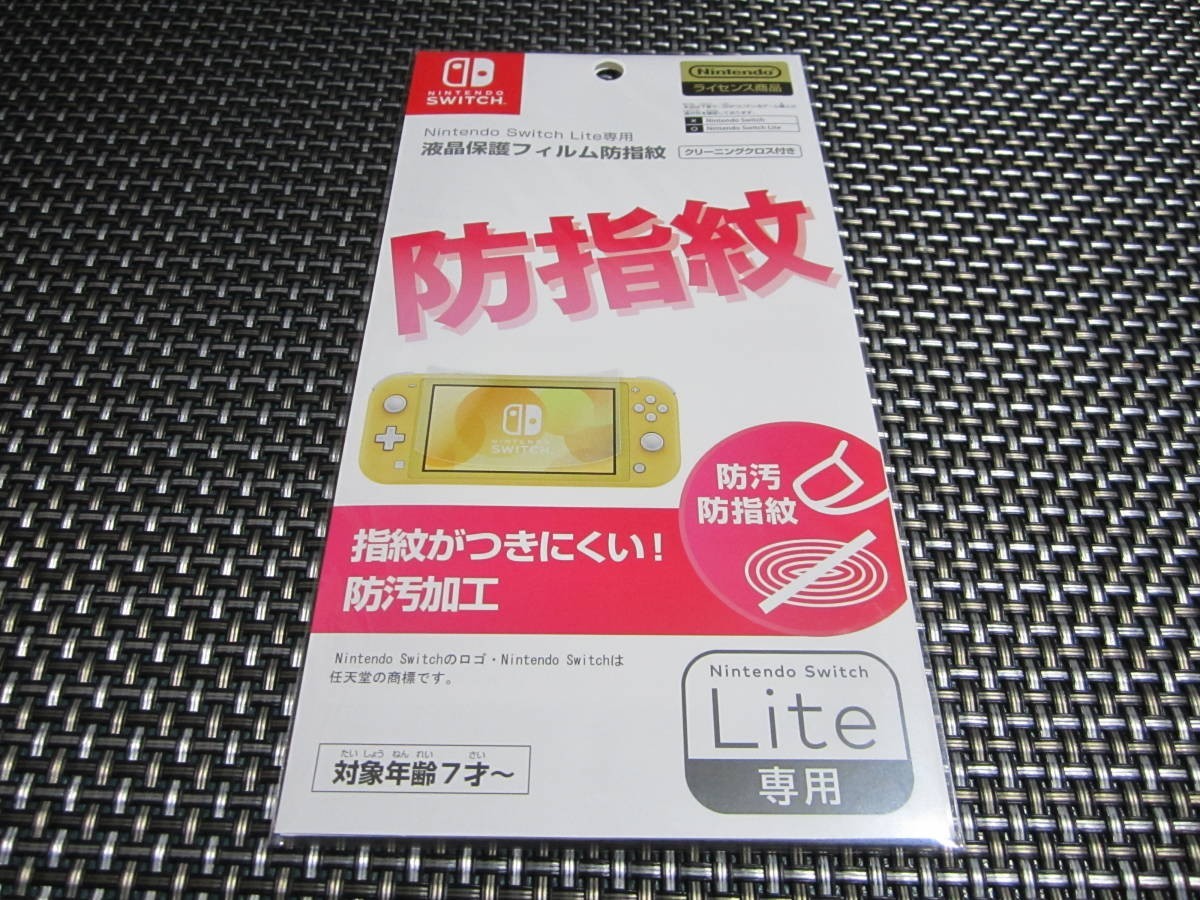 NINTENDO
SWITCH
Nintendo
ライセンス商品
× Nintendo Switch
○ Nintendo Switch Lite
Nintendo Switch Lite専用
液晶保護フィルム防指紋
クリーニングクロス付き
防指紋
NINTENDO
SWITCH
防汚
防指紋
指紋がつきにくい!
防汚加工
Nintendo Switchのロゴ・Nintendo Switchは
任天堂の商標です。
Nintendo Switch
Lite
専用
たいしょうねんれい さい
対象年齢7才～